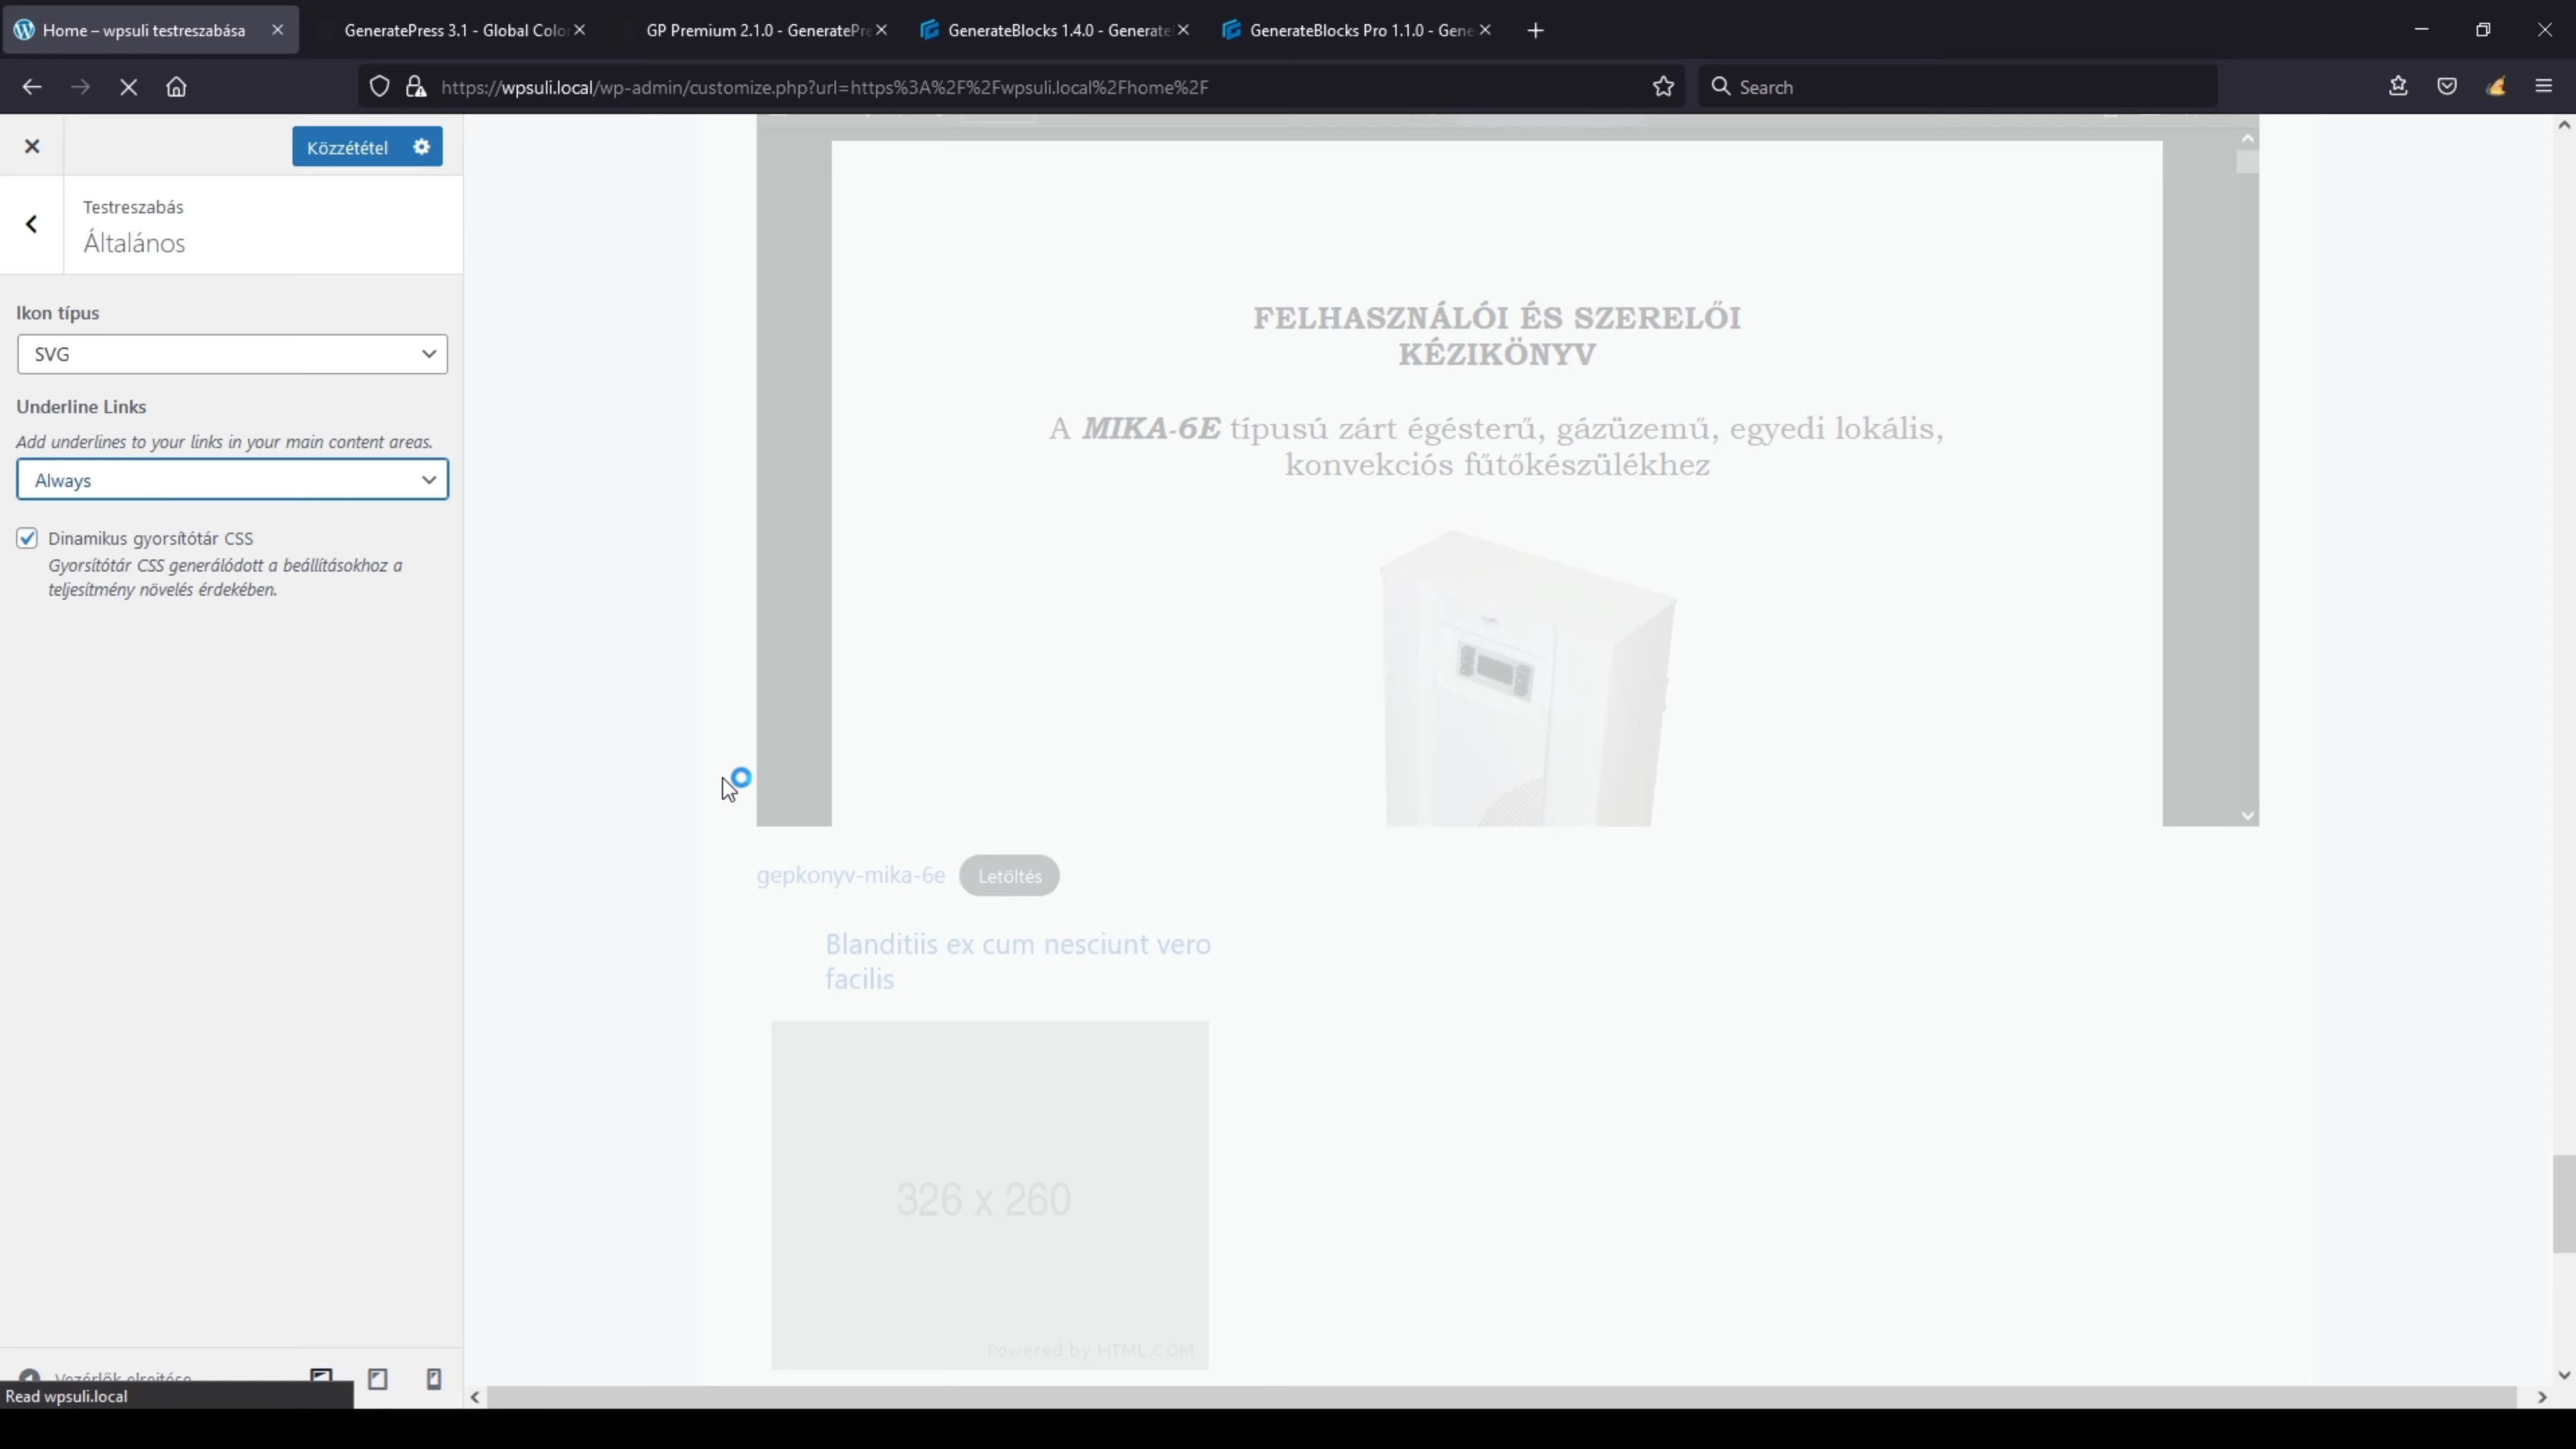 Home – wpsuli testreszabása
GeneratePress 3.1 - Global Colo
GP Premium 2.1.0 - GeneratePre
GenerateBlocks 1.4.0 - Generatel
GenerateBlocks Pro 1.1.0 - Gene
https://wpsuli.local/wp-admin/customize.php?url=https%3A%2F%2Fwpsuli.local%2Fhome%2F
Search
Közzététel
Testreszabás
Általános
Ikon típus
SVG
Underline Links
Add underlines to your links in your main content areas.
Always
Dinamikus gyorsítótár CSS
Gyorsítótár CSS generálódott a beállításokhoz a
teljesítmény növelés érdekében.
Vezérlők elrejtése
Read wpsuli.local
FELHASZNÁLÓI ÉS SZERELŐI
KÉZIKÖNYV
A MIKA-6E típusú zárt égésterű, gázüzemű, egyedi lokális,
konvekciós fűtőkészülékhez
gepkonyv-mika-6e
Letöltés
Blanditiis ex cum nesciunt vero
facilis
326 x 260
Powered by HTML.COM